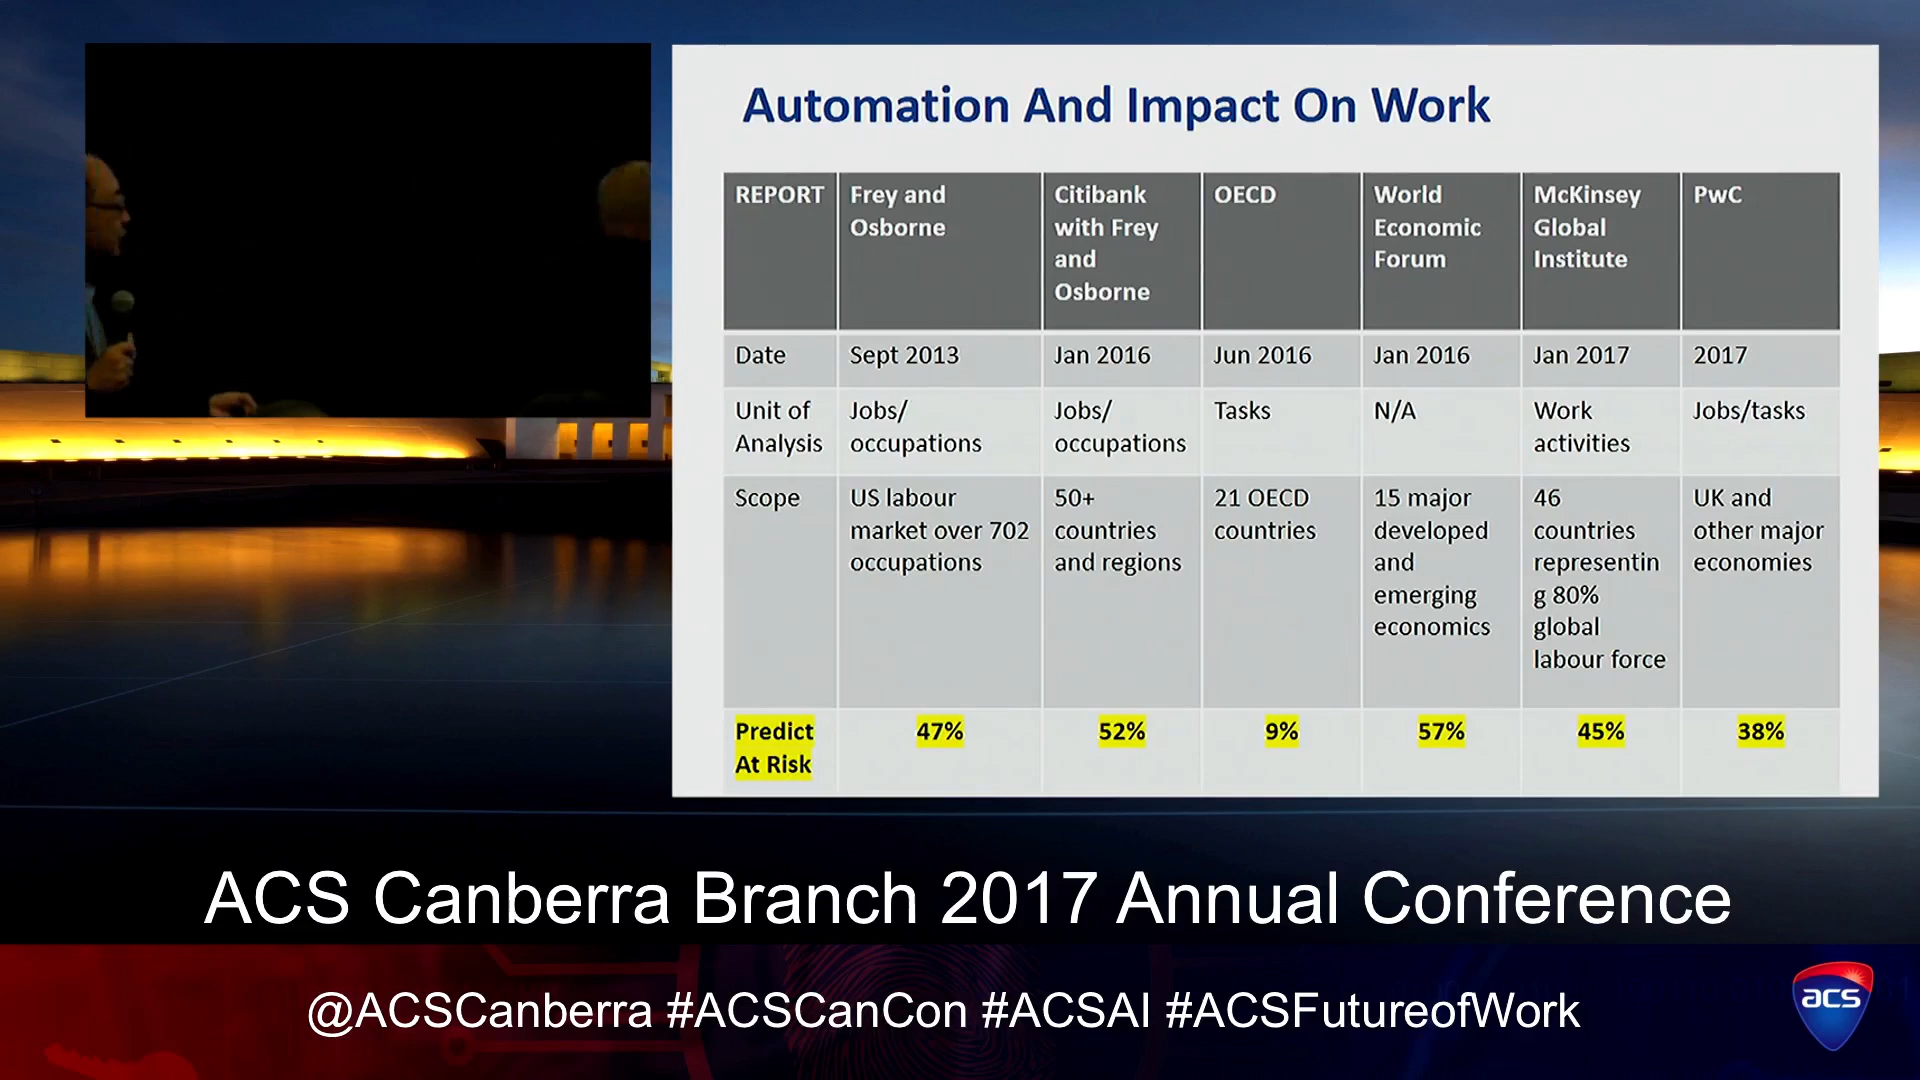 Automation And Impact On Work
REPORT
Frey and
Osborne
Citibank
with Frey
and
Osborne
OECD
World
Economic
Forum
McKinsey
Global
Institute
PwC
Date
Sept 2013
Jan 2016
Jun 2016
Jan 2016
Jan 2017
2017
Unit of
Analysis
Jobs/
occupations
Jobs/
occupations
Tasks
N/A
Work
activities
Jobs/tasks
Scope
US labour
market over 702
occupations
50+
countries
and regions
21 OECD
countries
15 major
developed
and
emerging
economics
46
countries
representin
g 80%
global
labour force
UK and
other major
economies
Predict
At Risk
47%
52%
9%
57%
45%
38%
ACS Canberra Branch 2017 Annual Conference
@ACSCanberra #ACSCanCon #ACSAI #ACSFutureofWork
acs